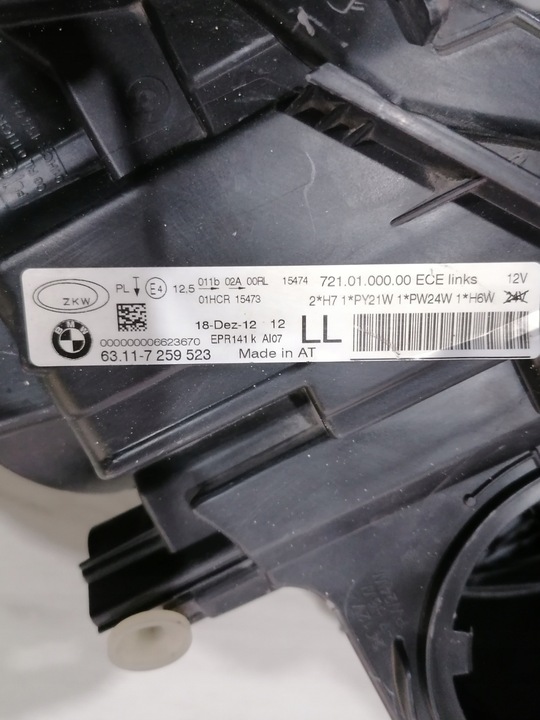 ZKW
PL E4 12.5 011b 02A 00RL 15474 721.01.000.00 ECE links 12V
01HCR 15473 2*H7 1*PY21W 1*PW24W 1*H6W 24V
BMW
18-Dez-12 12 LL
0000000006623670 EPR141 k AI07
63.11-7 259 523 Made in AT